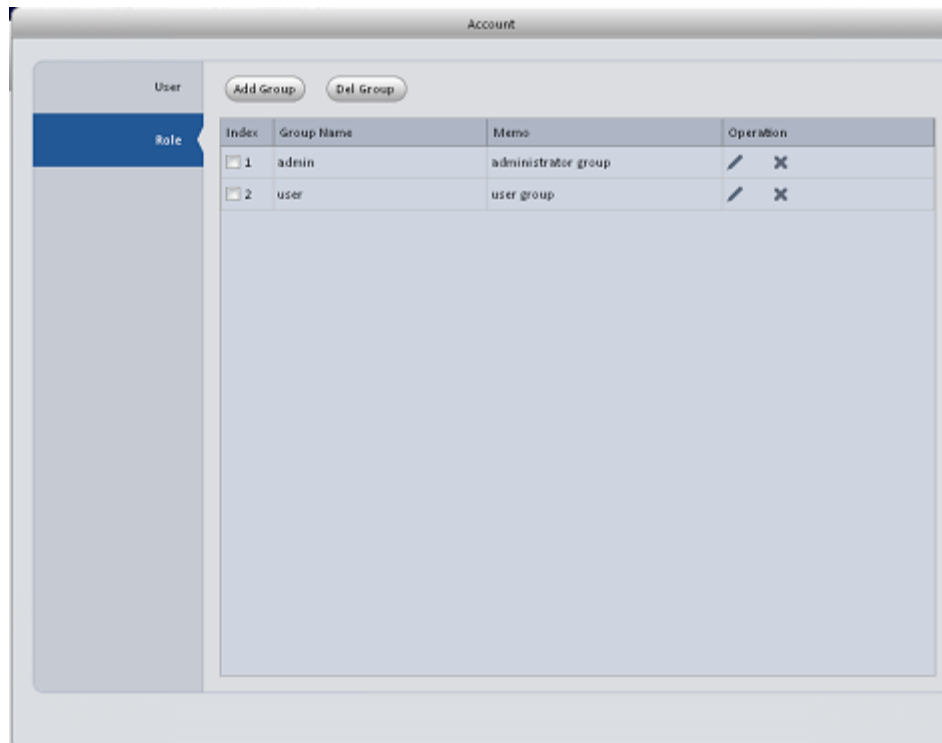 Account
User
Role
Add Group Del Group
Index Group Name Memo Operation
1 admin administrator group
2 user user group